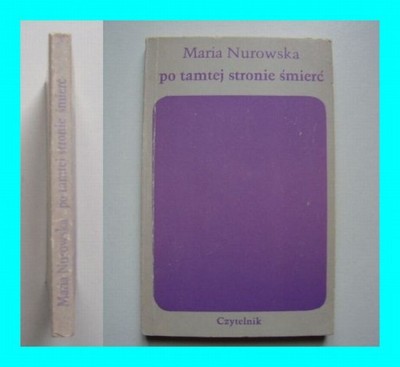 Maria Nurowska po tamtej stronie śmierć
Maria Nurowska
po tamtej stronie śmierć
Czytelnik